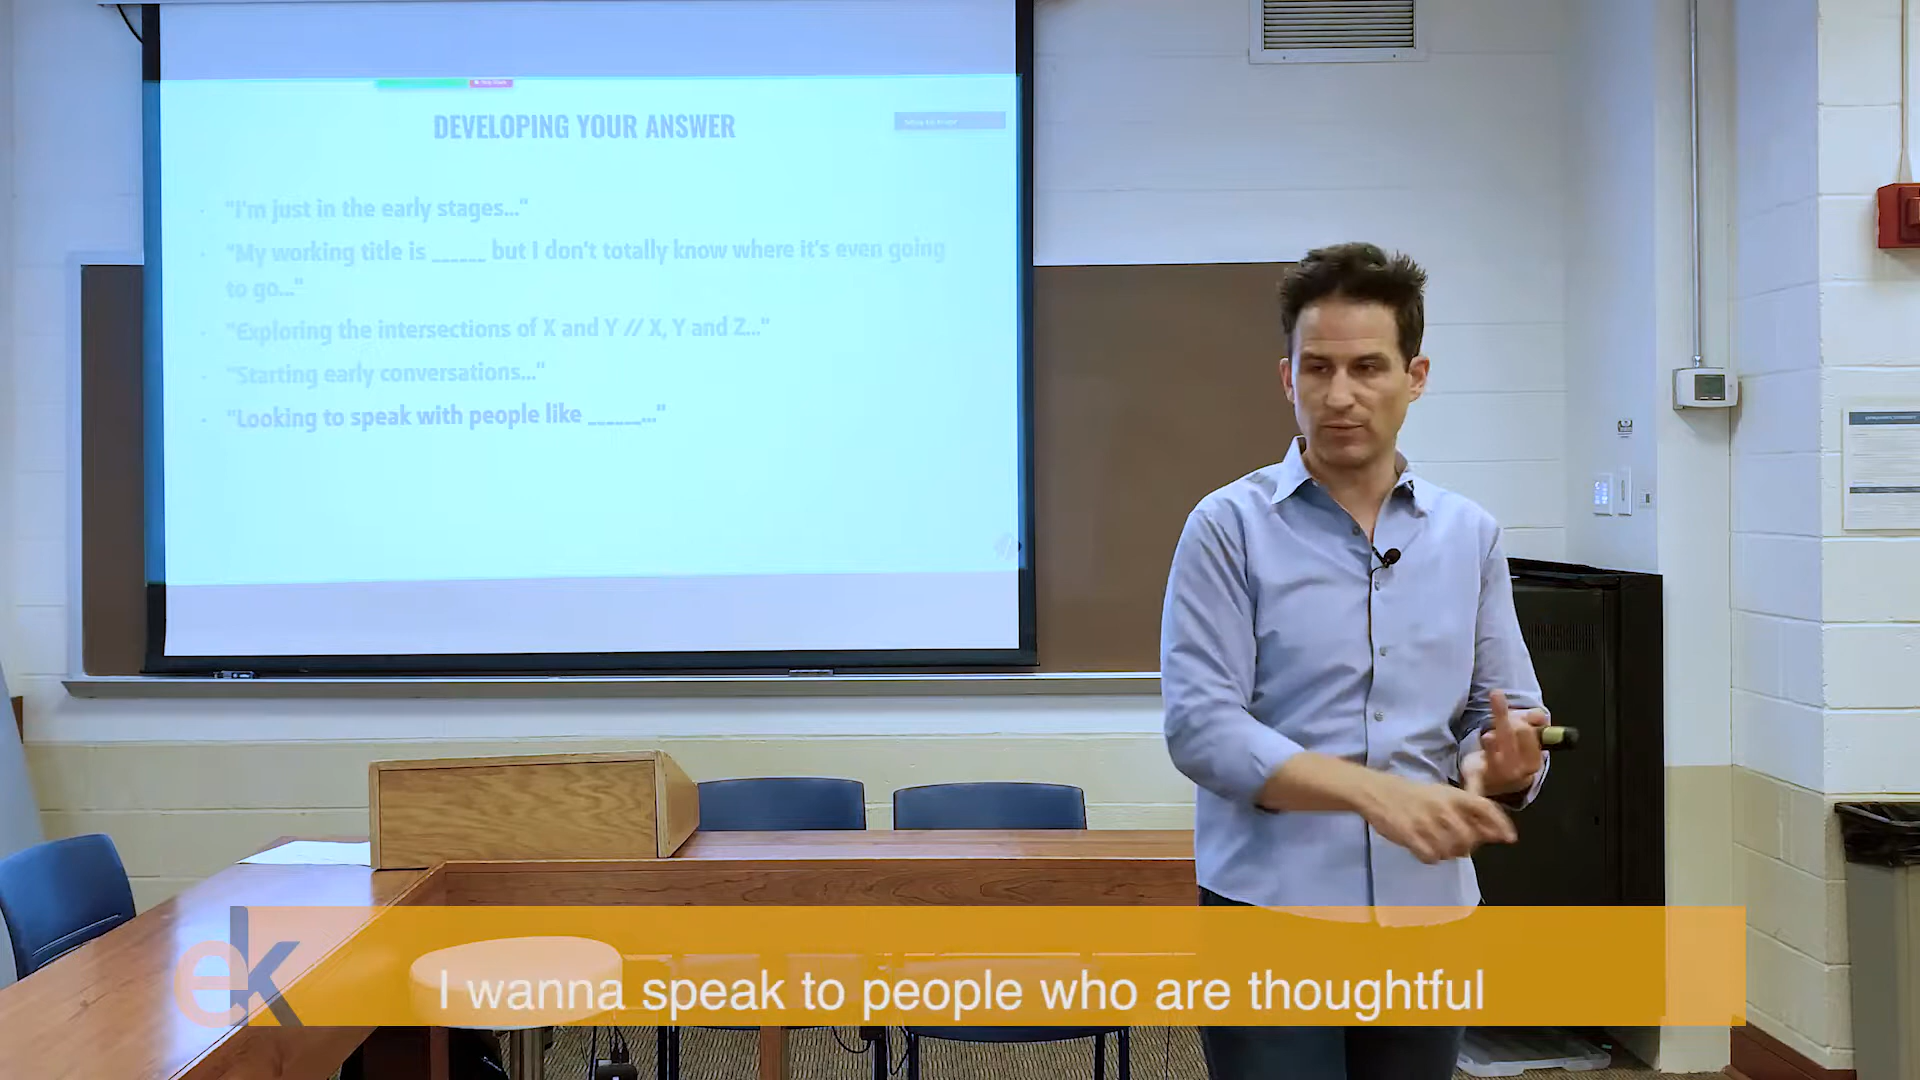 DEVELOPING YOUR ANSWER
"I'm just in the early stages..."
"My working title is ______ but I don't totally know where it's even going
to go..."
"Exploring the intersections of X and Y // X, Y and Z..."
"Starting early conversations..."
"Looking to speak with people like ______..."
ek
I wanna speak to people who are thoughtful